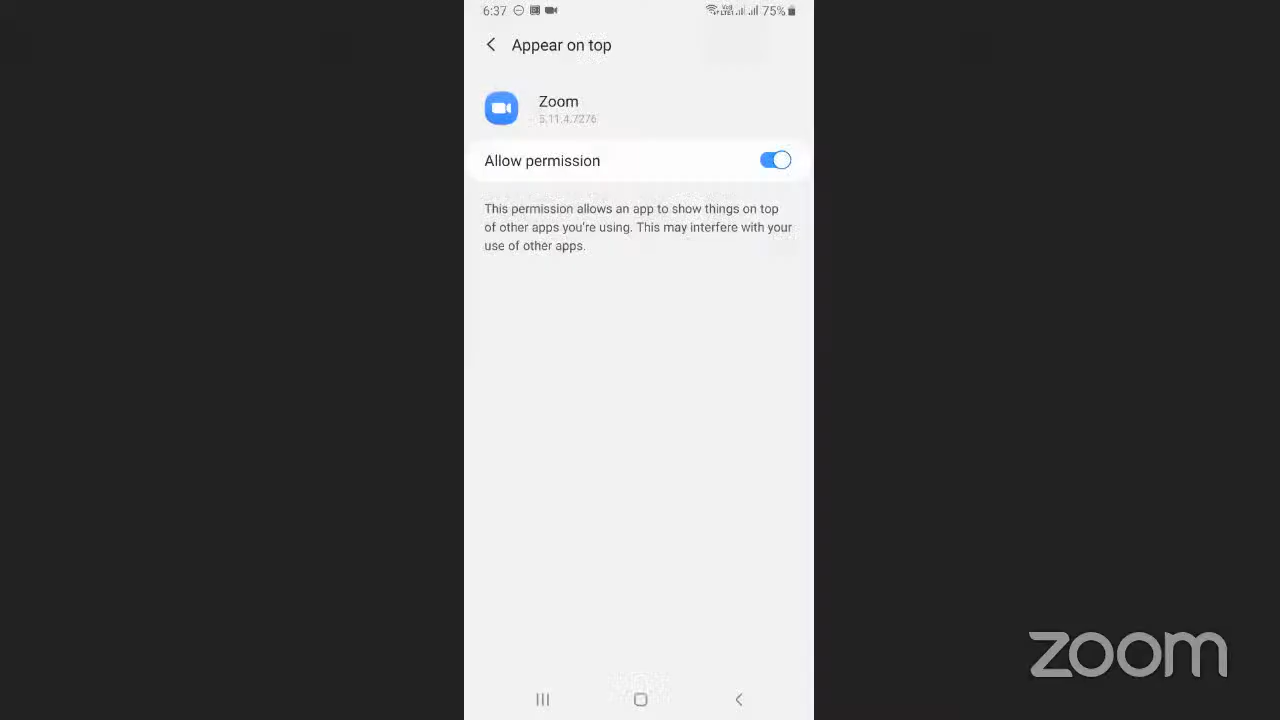 6:37
75%
Appear on top
Zoom
5.11.4.7276
Allow permission
This permission allows an app to show things on top
of other apps you're using. This may interfere with your
use of other apps.
zoom